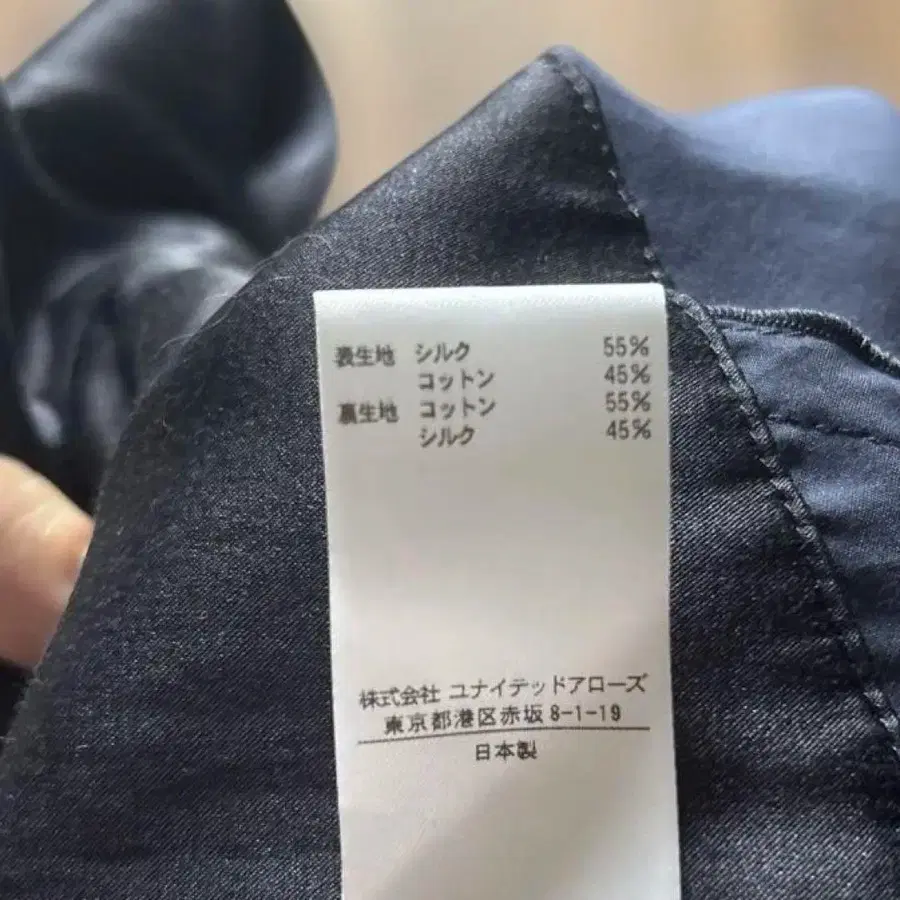 表生地 シルク 55%
コットン 45%
裏生地 コットン 55%
シルク 45%
株式会社 ユナイテッドアローズ
東京都港区赤坂8-1-19
日本製